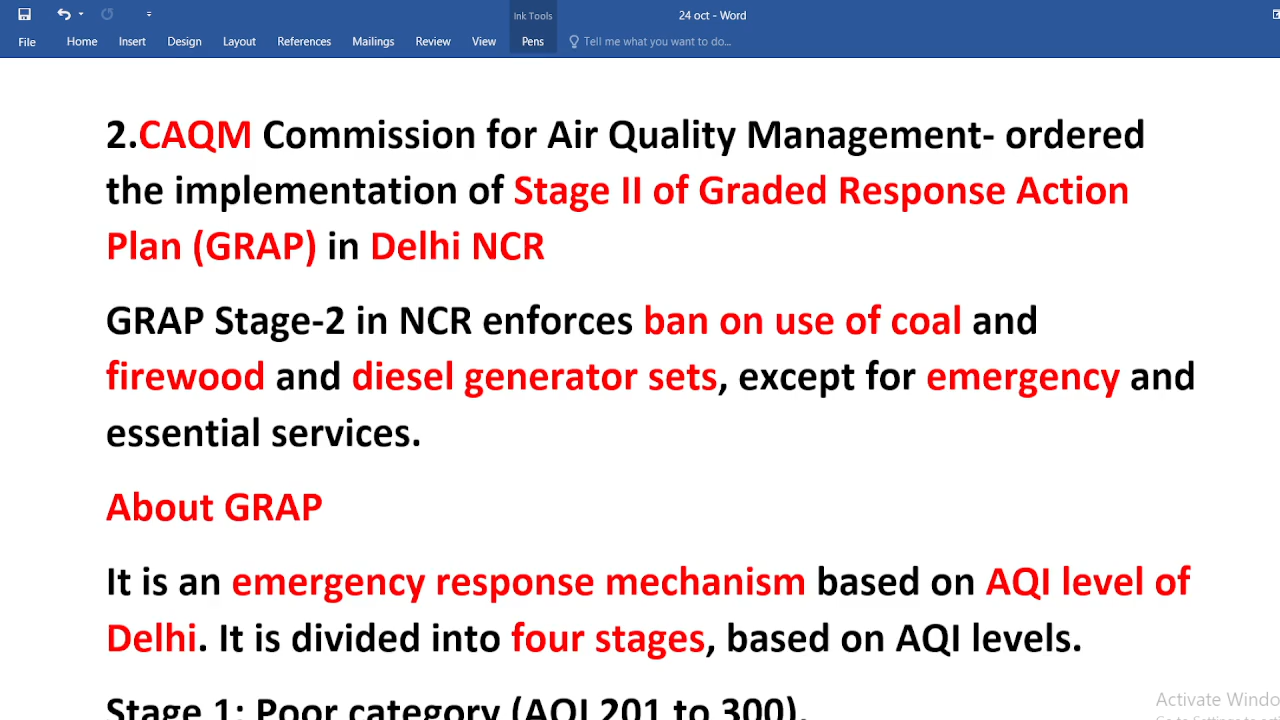 Ink Tools
24 oct - Word
File Home Insert Design Layout References Mailings Review View Pens Tell me what you want to do...
2.CAQM Commission for Air Quality Management- ordered
the implementation of Stage II of Graded Response Action
Plan (GRAP) in Delhi NCR
GRAP Stage-2 in NCR enforces ban on use of coal and
firewood and diesel generator sets, except for emergency and
essential services.
About GRAP
It is an emergency response mechanism based on AQI level of
Delhi. It is divided into four stages, based on AQI levels.
Stage 1: Poor category (AQI 201 to 300).
Activate Windo